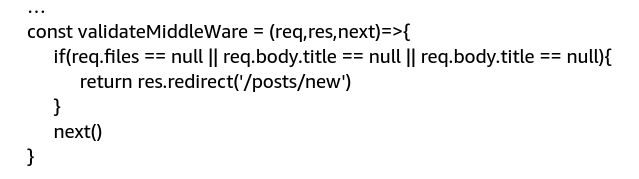 ...
const validateMiddleWare = (req,res,next)=>{
if(req.files == null || req.body.title == null || req.body.title == null){
return res.redirect('/posts/new')
}
next()
}